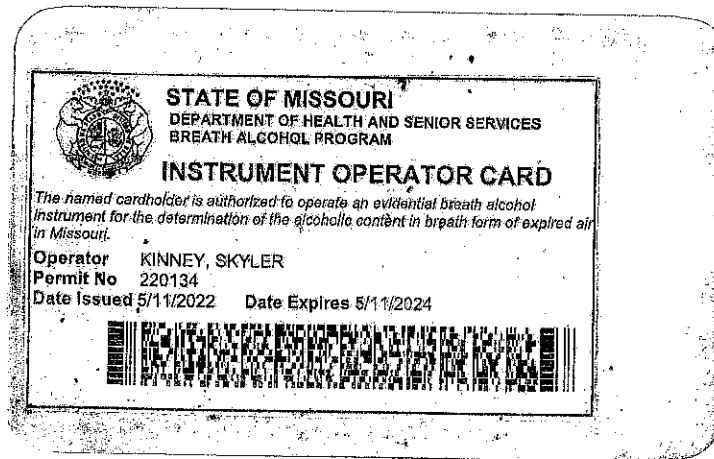 STATE OF MISSOURI
DEPARTMENT OF HEALTH AND SENIOR SERVICES
BREATH ALCOHOL PROGRAM
INSTRUMENT OPERATOR CARD
The named cardholder is authorized to operate an evidential breath alcohol
instrument for the determination of the alcoholic content in breath form of expired air
in Missouri.
Operator KINNEY, SKYLER
Permit No 220134
Date Issued 5/11/2022 Date Expires 5/11/2024